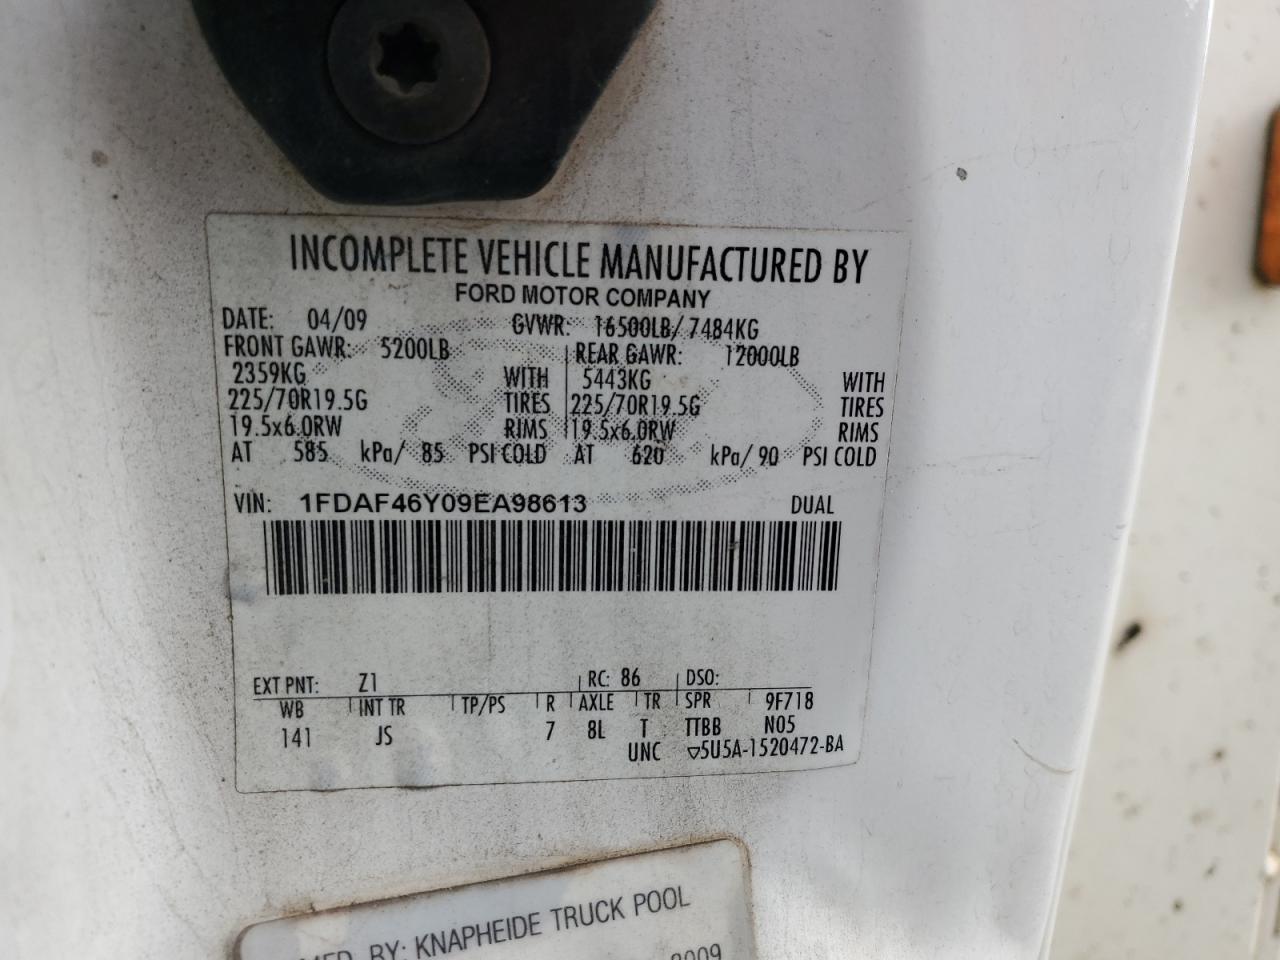 INCOMPLETE VEHICLE MANUFACTURED BY
FORD MOTOR COMPANY
DATE: 04/09 GVWR: 16500LB/ 7484KG
FRONT GAWR: 5200LB REAR GAWR: 12000LB
2359KG WITH 5443KG WITH
225/70R19.5G TIRES 225/70R19.5G TIRES
19.5x6.0RW RIMS 19.5x6.0RW RIMS
AT 585 kPa/ 85 PSI COLD AT 620 kPa/ 90 PSI COLD
VIN: 1FDAF46Y09EA98613 DUAL
EXT PNT: Z1 RC: 86 DSO:
WB INT TR TP/PS R AXLE TR SPR 9F718
141 JS 7 8L T TTBB N05
UNC 5U5A-1520472-BA
MFD. BY: KNAPHEIDE TRUCK POOL
2009